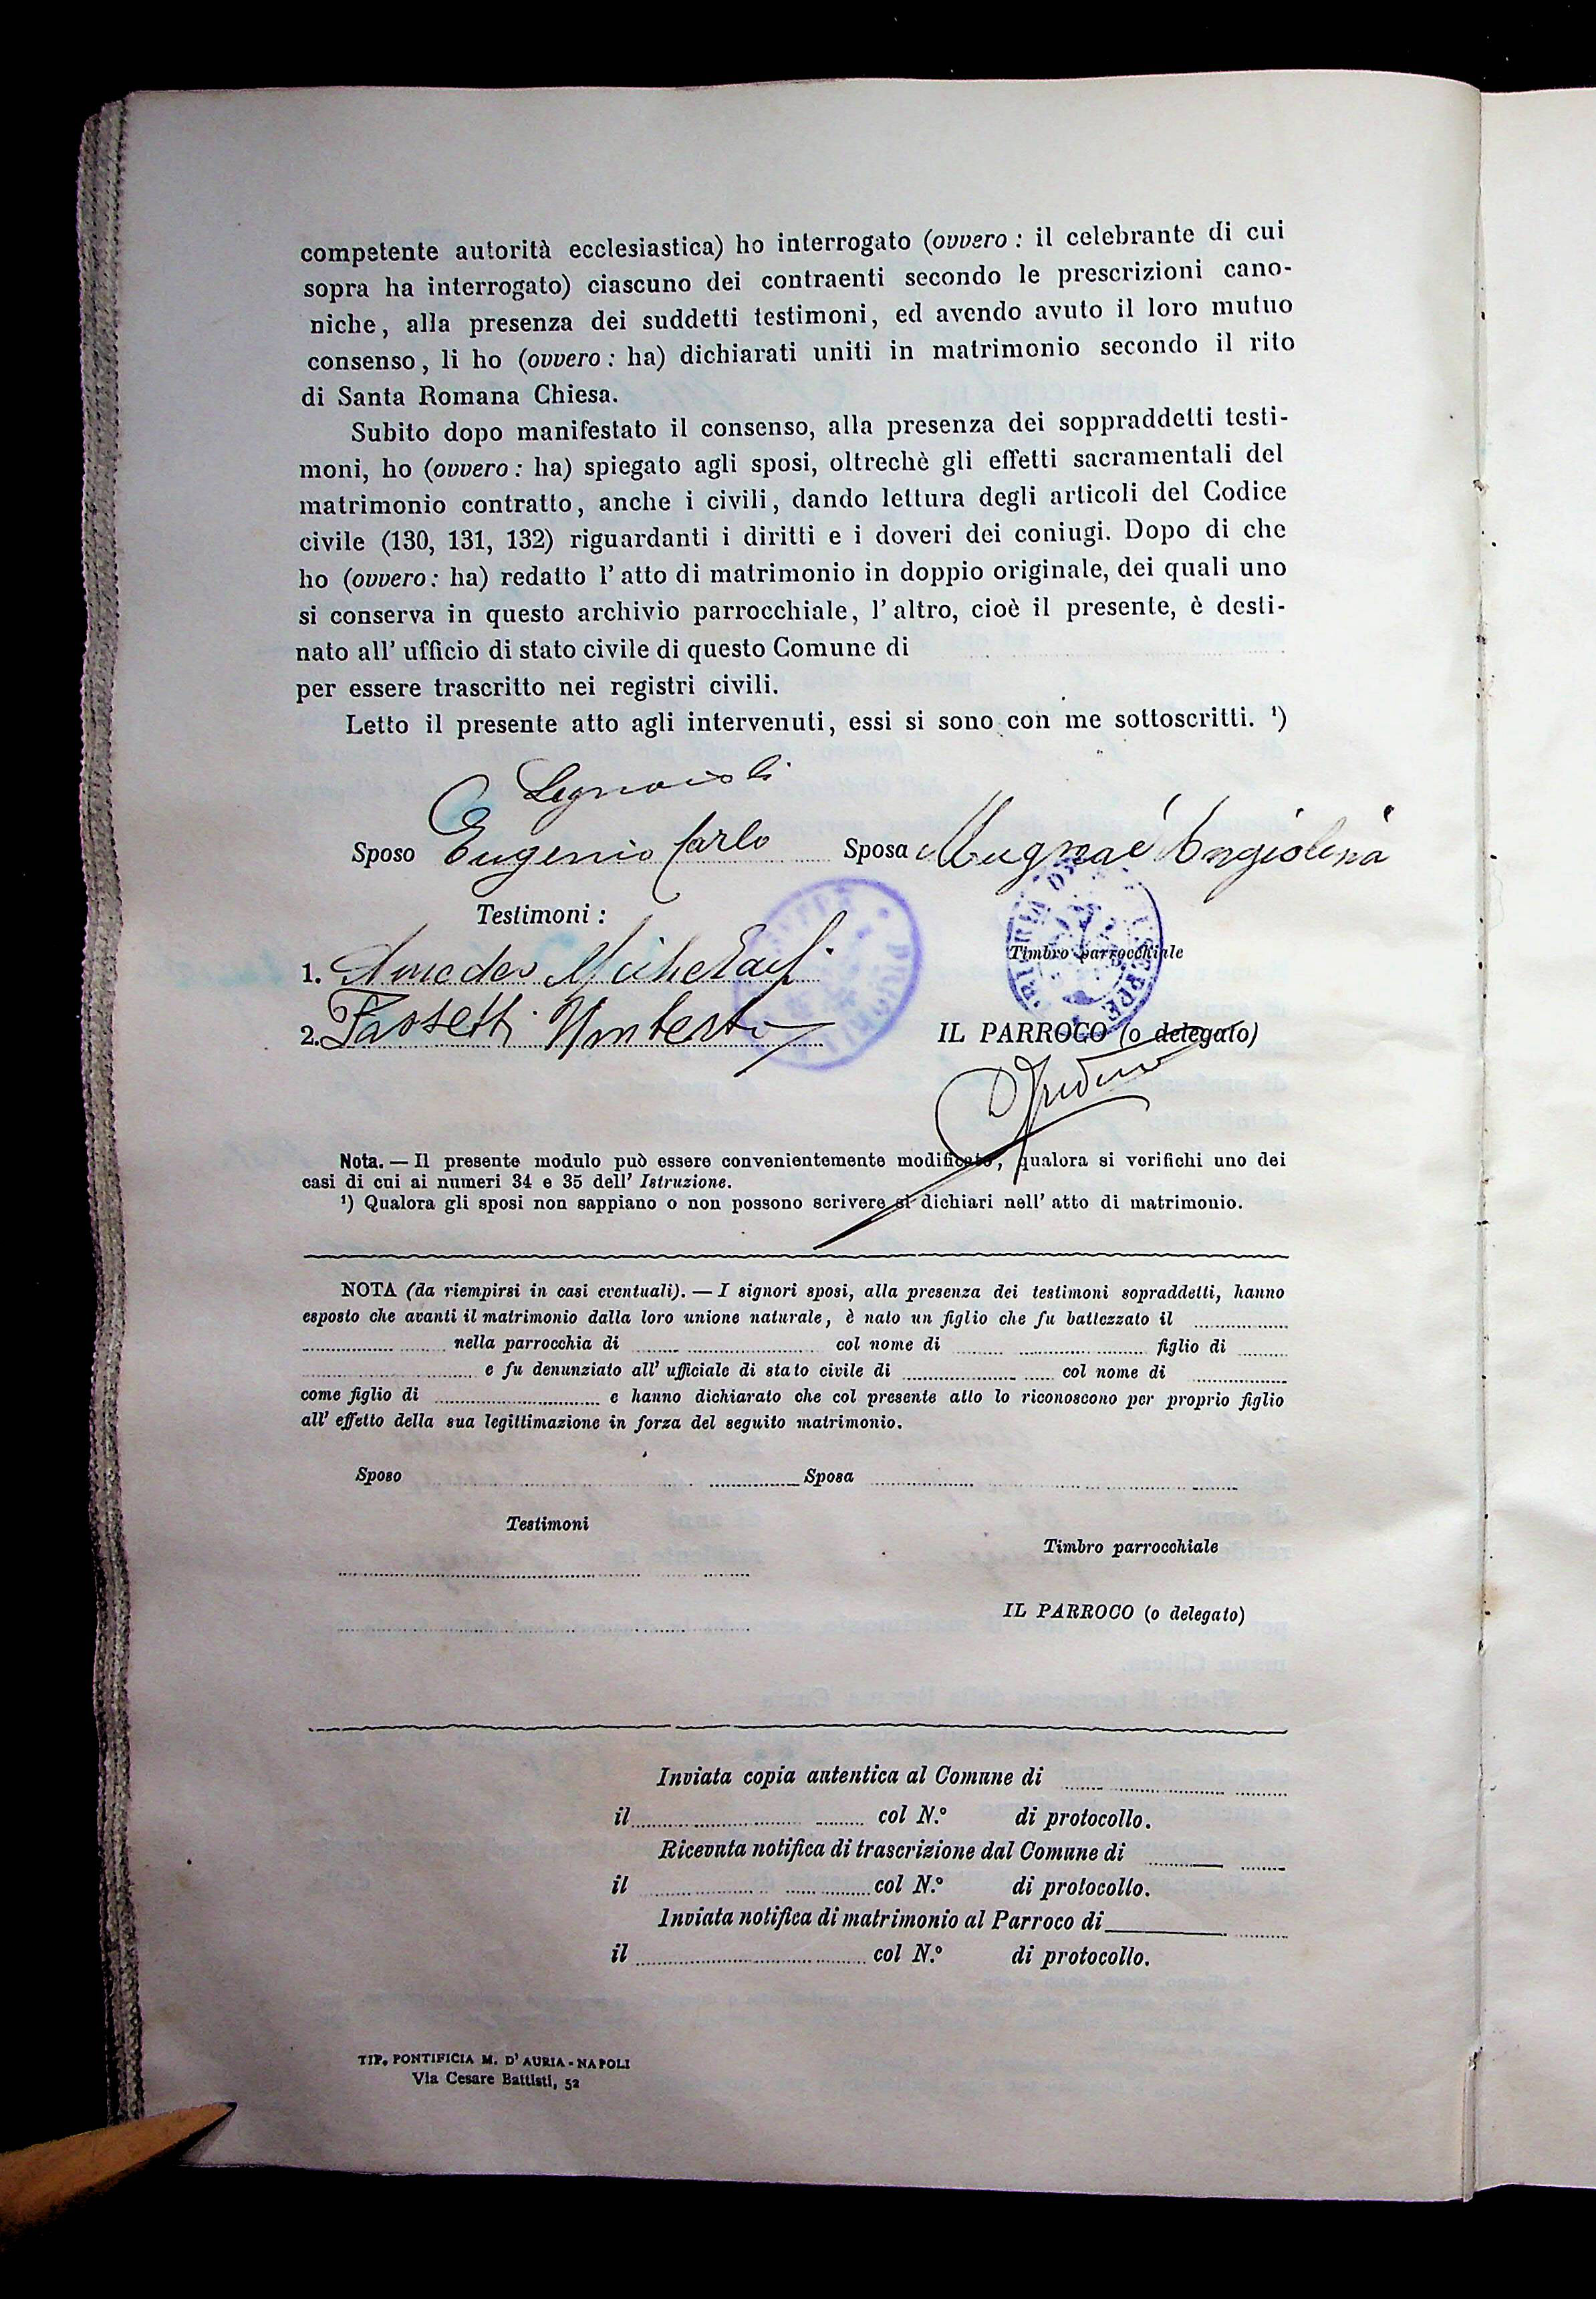 competente autorità ecclesiastica) ho interrogato (ovvero : il celebrante di cui
sopra ha interrogato) ciascuno dei contraenti secondo le prescrizioni cano-
niche, alla presenza dei suddetti testimoni, ed avendo avuto il loro mutuo
consenso, li ho (ovvero : ha) dichiarati uniti in matrimonio secondo il rito
di Santa Romana Chiesa.
Subito dopo manifestato il consenso, alla presenza dei soppraddetti testi-
moni, ho (ovvero : ha) spiegato agli sposi, oltrechè gli effetti sacramentali del
matrimonio contratto, anche i civili, dando lettura degli articoli del Codice
civile (130, 131, 132) riguardanti i diritti e i doveri dei coniugi. Dopo di che
ho (ovvero : ha) redatto l' atto di matrimonio in doppio originale, dei quali uno
si conserva in questo archivio parrocchiale, l' altro, cioè il presente, è desti-
nato all' ufficio di stato civile di questo Comune di
per essere trascritto nei registri civili.
Letto il presente atto agli intervenuti, essi si sono con me sottoscritti. ¹)
Sposo Eugenio Carlo Sposa Angiolina
Testimoni :
Timbro parrocchiale
1. Amedeo
2. Umberto
IL PARROCO (o delegato)
Nota. — Il presente modulo può essere convenientemente modificato, qualora si verifichi uno dei
casi di cui ai numeri 34 e 35 dell' Istruzione.
¹) Qualora gli sposi non sappiano o non possono scrivere si dichiari nell' atto di matrimonio.
NOTA (da riempirsi in casi eventuali). — I signori sposi, alla presenza dei testimoni sopraddetti, hanno
esposto che avanti il matrimonio dalla loro unione naturale, è nato un figlio che fu battezzato il
nella parrocchia di col nome di figlio di
e fu denunziato all' ufficiale di stato civile di col nome di
come figlio di e hanno dichiarato che col presente atto lo riconoscono per proprio figlio
all' effetto della sua legittimazione in forza del seguito matrimonio.
Sposo Sposa
Testimoni
Timbro parrocchiale
IL PARROCO (o delegato)
Inviata copia autentica al Comune di
il col N.º di protocollo.
Ricevuta notifica di trascrizione dal Comune di
il col N.º di protocollo.
Inviata notifica di matrimonio al Parroco di
il col N.º di protocollo.
TIP. PONTIFICIA M. D' AURIA - NAPOLI
Via Cesare Battisti, 52